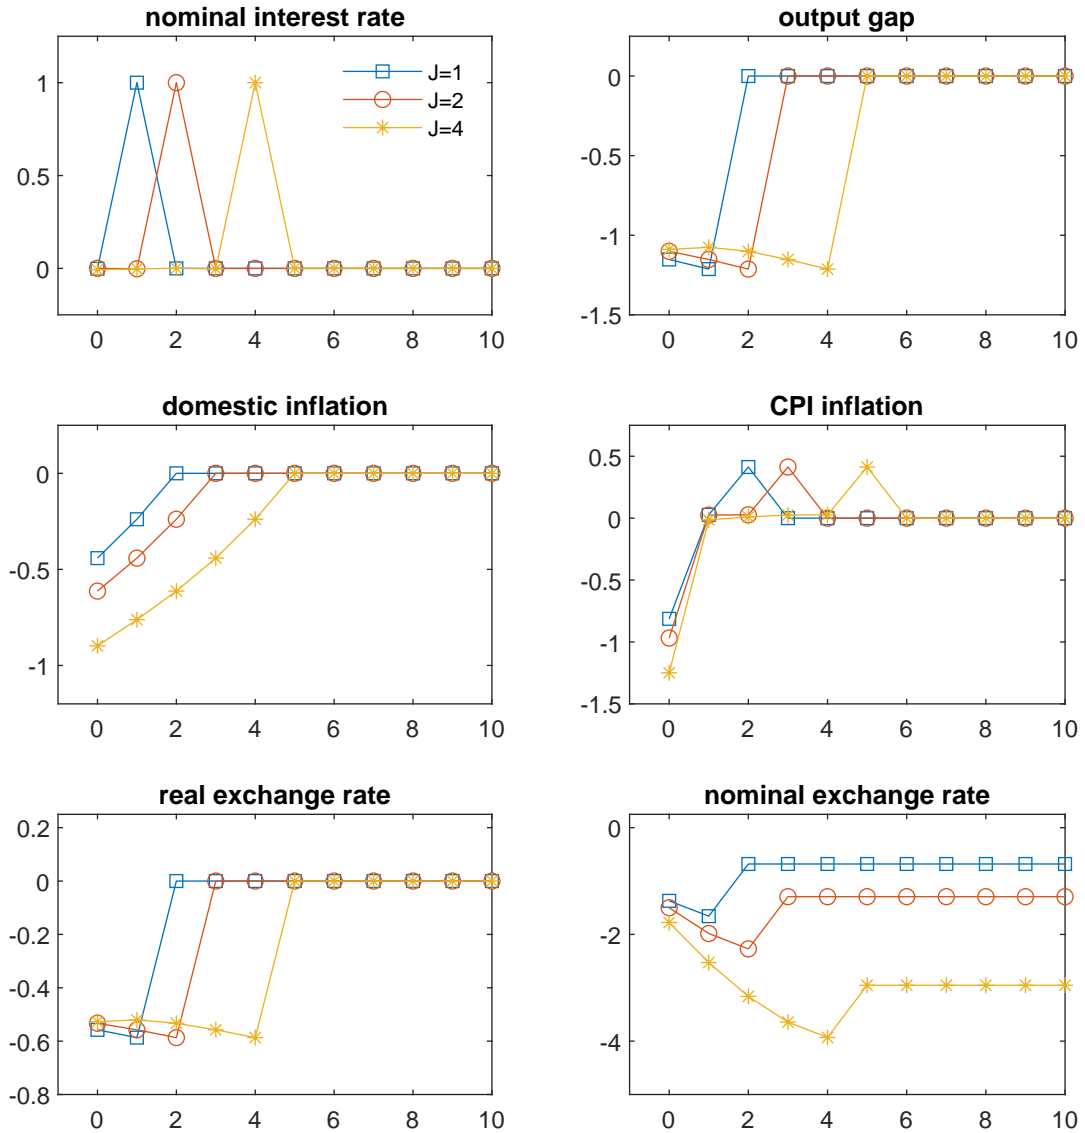 nominal interest rate
1
0.5
0
J=1
J=2
J=4
0 2 4 6 8 10
output gap
0
-0.5
-1
-1.5
0 2 4 6 8 10
domestic inflation
0
-0.5
-1
0 2 4 6 8 10
CPI inflation
0.5
0
-0.5
-1
-1.5
0 2 4 6 8 10
real exchange rate
0.2
0
-0.2
-0.4
-0.6
-0.8
0 2 4 6 8 10
nominal exchange rate
0
-2
-4
0 2 4 6 8 10